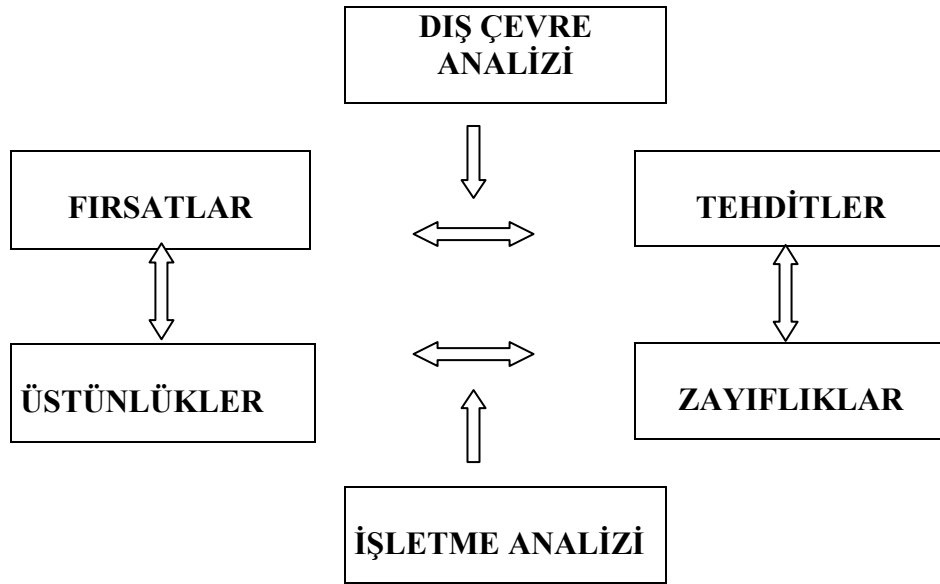 DIŞ ÇEVRE
ANALİZİ
FIRSATLAR
TEHDİTLER
ÜSTÜNLÜKLER
ZAYIFLIKLAR
İŞLETME ANALİZİ